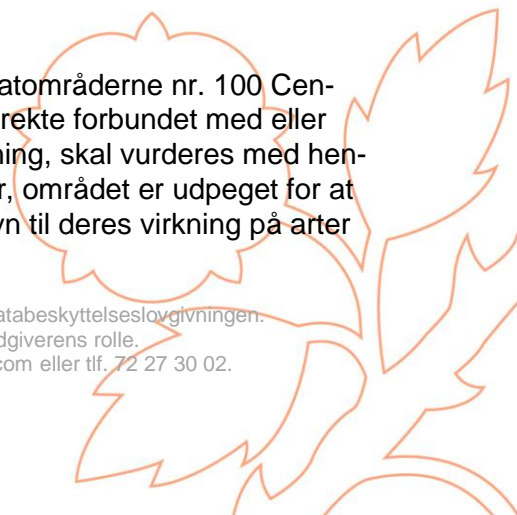 atområderne nr. 100 Cen-
rekte forbundet med eller
ning, skal vurderes med hen-
r, området er udpeget for at
yn til deres virkning på arter
atabeskyttelseslovgivningen.
dgiverens rolle.
com eller tlf. 72 27 30 02.